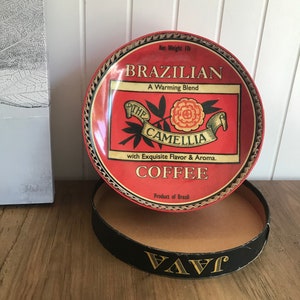 Net Weight 1lb
BRAZILIAN
A Warming Blend
THE
CAMELLIA
with Exquisite Flavor & Aroma.
COFFEE
Product of Brazil
JAVA